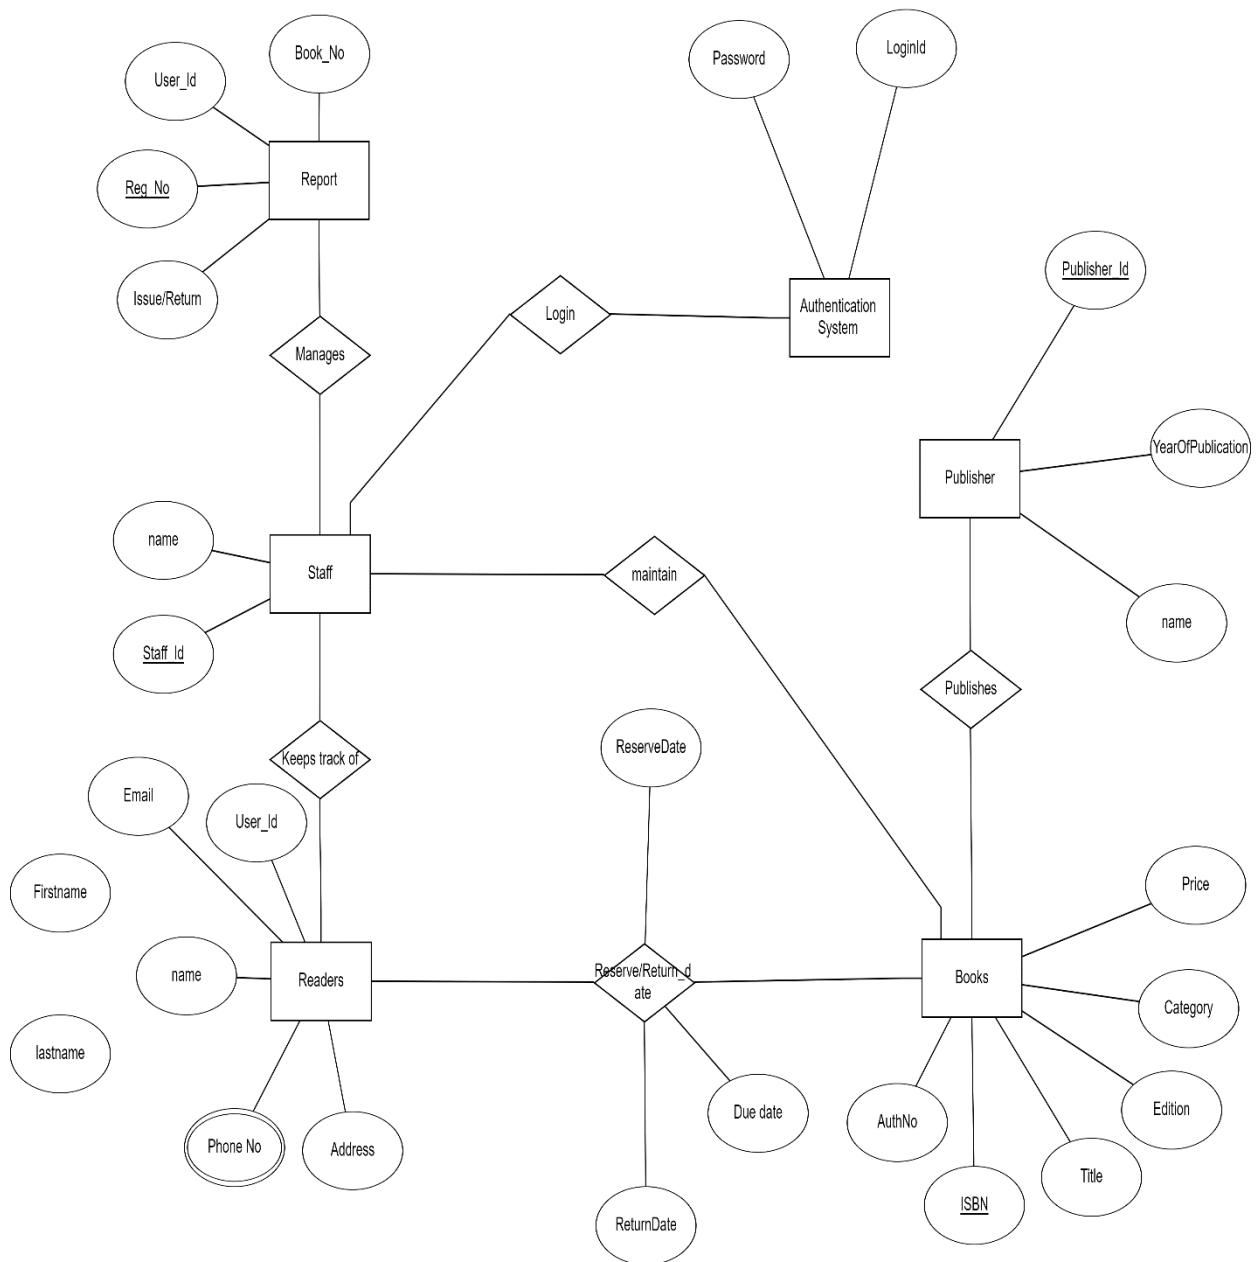 Book_No
LoginId
Password
User_Id
Report
Reg_No
Publisher_Id
Issue/Return
Authentication
System
Login
Manages
YearOfPublication
Publisher
name
Staff
maintain
name
Staff_Id
Publishes
ReserveDate
Keeps track of
Email
User_Id
Price
Firstname
name
Readers
Reserve/Return_d
ate
Books
Category
lastname
Due date
Edition
AuthNo
Phone No
Address
Title
ISBN
ReturnDate